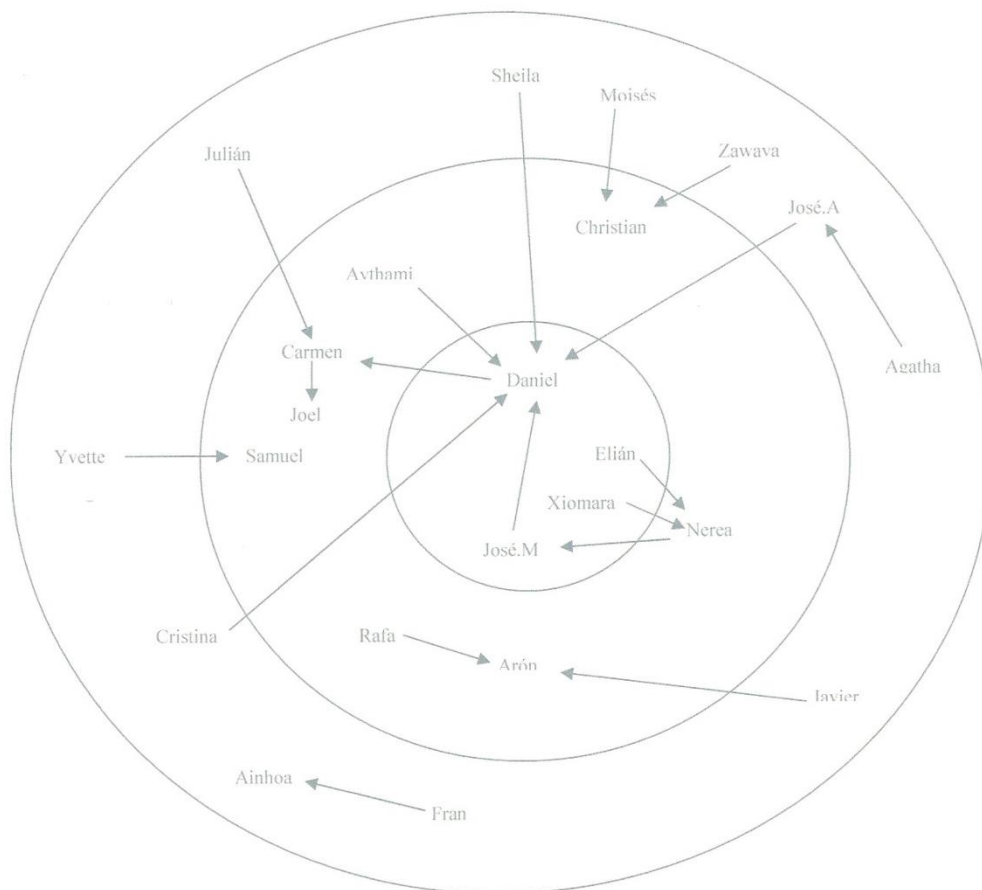 Sheila
Moisés
Julián
Zawava
José.A
Christian
Aythami
Carmen
Agatha
Daniel
Joel
Yvette
Samuel
Elián
Xiomara
Nerea
José.M
Cristina
Rafa
Arón
Javier
Ainhoa
Fran